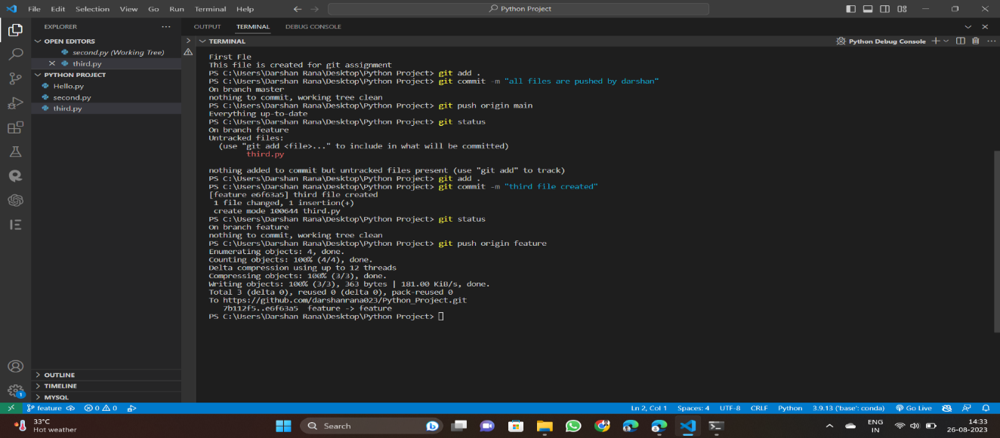 File Edit Selection View Go Run Terminal Help
Python Project
EXPLORER
OUTPUT TERMINAL DEBUG CONSOLE
OPEN EDITORS
second.py (Working Tree)
third.py
PYTHON PROJECT
Hello.py
second.py
third.py
OUTLINE
TIMELINE
MYSQL
TERMINAL
Python Debug Console
First Fle
This file is created for git assignment
PS C:\Users\Darshan Rana\Desktop\Python Project> git add .
PS C:\Users\Darshan Rana\Desktop\Python Project> git commit -m "all files are pushed by darshan"
On branch master
nothing to commit, working tree clean
PS C:\Users\Darshan Rana\Desktop\Python Project> git push origin main
Everything up-to-date
PS C:\Users\Darshan Rana\Desktop\Python Project> git status
On branch feature
Untracked files:
(use "git add <file>..." to include in what will be committed)
third.py
nothing added to commit but untracked files present (use "git add" to track)
PS C:\Users\Darshan Rana\Desktop\Python Project> git add .
PS C:\Users\Darshan Rana\Desktop\Python Project> git commit -m "third file created"
[feature e6f63a5] third file created
1 file changed, 1 insertion(+)
create mode 100644 third.py
PS C:\Users\Darshan Rana\Desktop\Python Project> git status
On branch feature
nothing to commit, working tree clean
PS C:\Users\Darshan Rana\Desktop\Python Project> git push origin feature
Enumerating objects: 4, done.
Counting objects: 100% (4/4), done.
Delta compression using up to 12 threads
Compressing objects: 100% (3/3), done.
Writing objects: 100% (3/3), 363 bytes | 181.00 KiB/s, done.
Total 3 (delta 0), reused 0 (delta 0), pack-reused 0
To https://github.com/darshanrana023/Python_Project.git
7b112f5..e6f63a5 feature -> feature
PS C:\Users\Darshan Rana\Desktop\Python Project>
1
feature 0 0 Ln 2, Col 1 Spaces: 4 UTF-8 CRLF Python 3.9.13 ('base': conda) Go Live
33°C
Hot weather
Search
ENG
IN
14:33
26-08-2023